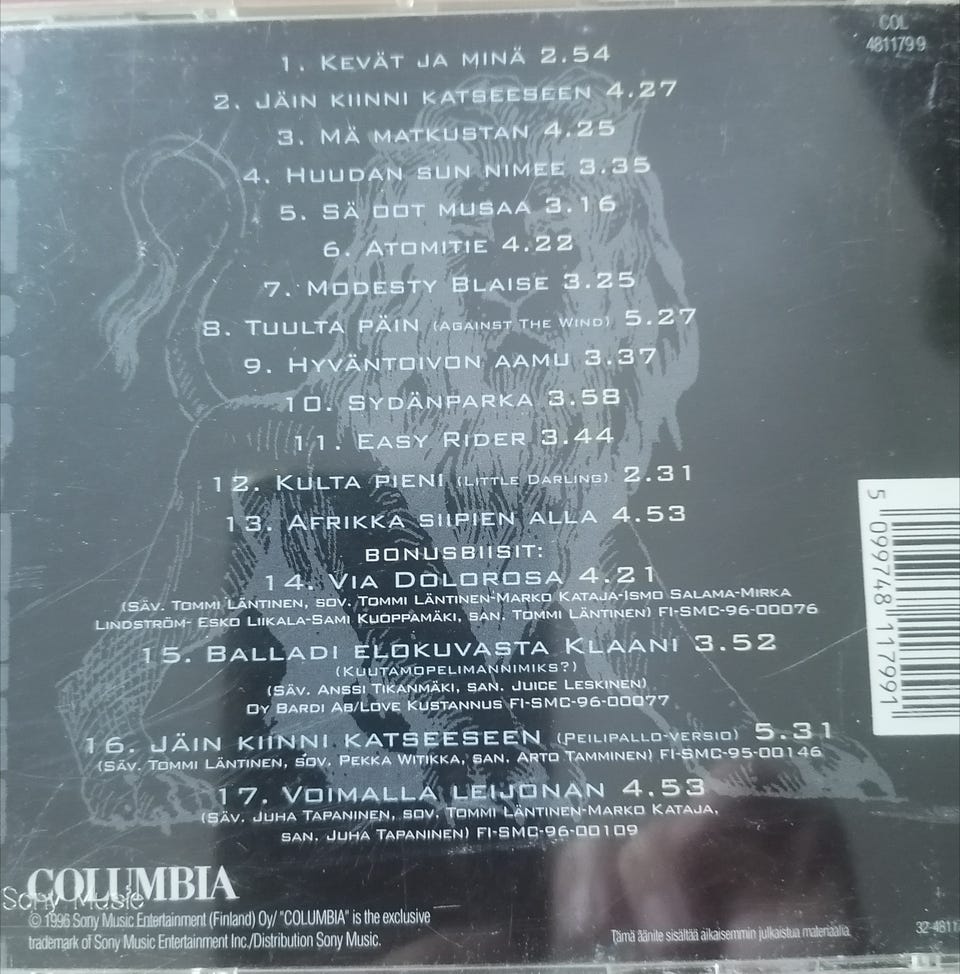 COL
481179 9
1. KEVÄT JA MINÄ 2.54
2. JÄIN KIINNI KATSEESEEN 4.27
3. MÄ MATKUSTAN 4.25
4. HUUDAN SUN NIMEE 3.35
5. SÄ OOT MUSAA 3.16
6. ATOMITIE 4.22
7. MODESTY BLAISE 3.25
8. TUULTA PÄIN (AGAINST THE WIND) 5.27
9. HYVÄNTOIVON AAMU 3.37
10. SYDÄNPARKA 3.58
11. EASY RIDER 3.44
12. KULTA PIENI (LITTLE DARLING) 2.31
13. AFRIKKA SIIPIEN ALLA 4.53
BONUSBIISIT:
14. VIA DOLOROSA 4.21
(SÄV. TOMMI LÄNTINEN, SOV. TOMMI LÄNTINEN-MARKO KATAJA-ISMO SALAMA-MIRKA
LINDSTRÖM- ESKO LIIKALA-SAMI KUOPPAMÄKI, SAN. TOMMI LÄNTINEN) FI-SMC-96-00076
15. BALLADI ELOKUVASTA KLAANI 3.52
(KUUTAMOPELIMANNIMIKS?)
(SÄV. ANSSI TIKANMÄKI, SAN. JUICE LESKINEN)
OY BARDI AB/LOVE KUSTANNUS FI-SMC-96-00077
16. JÄIN KIINNI KATSEESEEN (PEILIPALLO-VERSIO) 5.31
(SÄV. TOMMI LÄNTINEN, SOV. PEKKA WITIKKA, SAN. ARTO TAMMINEN) FI-SMC-95-00146
17. VOIMALLA LEIJONAN 4.53
(SÄV. JUHA TAPANINEN, SOV. TOMMI LÄNTINEN-MARKO KATAJA,
SAN. JUHA TAPANINEN) FI-SMC-96-00109
5 099748 117991
COLUMBIA
Sony Music
© 1996 Sony Music Entertainment (Finland) Oy/ "COLUMBIA" is the exclusive
trademark of Sony Music Entertainment Inc./Distribution Sony Music.
Tämä äänite sisältää aikaisemmin julkaistua materiaalia.